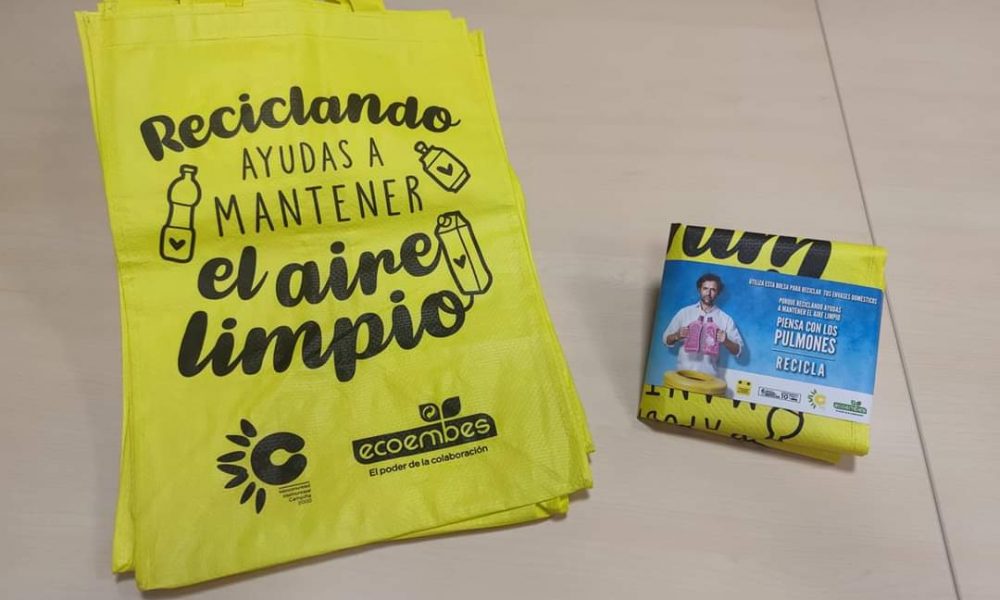 Reciclando
AYUDAS A
MANTENER
el aire
limpio
ecoembes
El poder de la colaboración
UTILIZA ESTA BOLSA PARA RECICLAR TUS ENVASES DOMÉSTICOS
PORQUE RECICLANDO AYUDAS
A MANTENER EL AIRE LIMPIO
PIENSA CON LOS
PULMONES
RECICLA
ecoembes